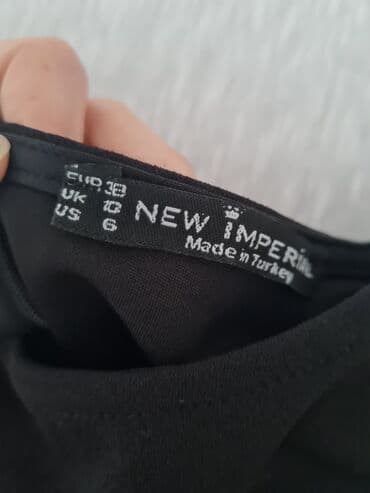 EUR 38
UK 10
US 6
NEW IMPERIAL
Made in Turkey